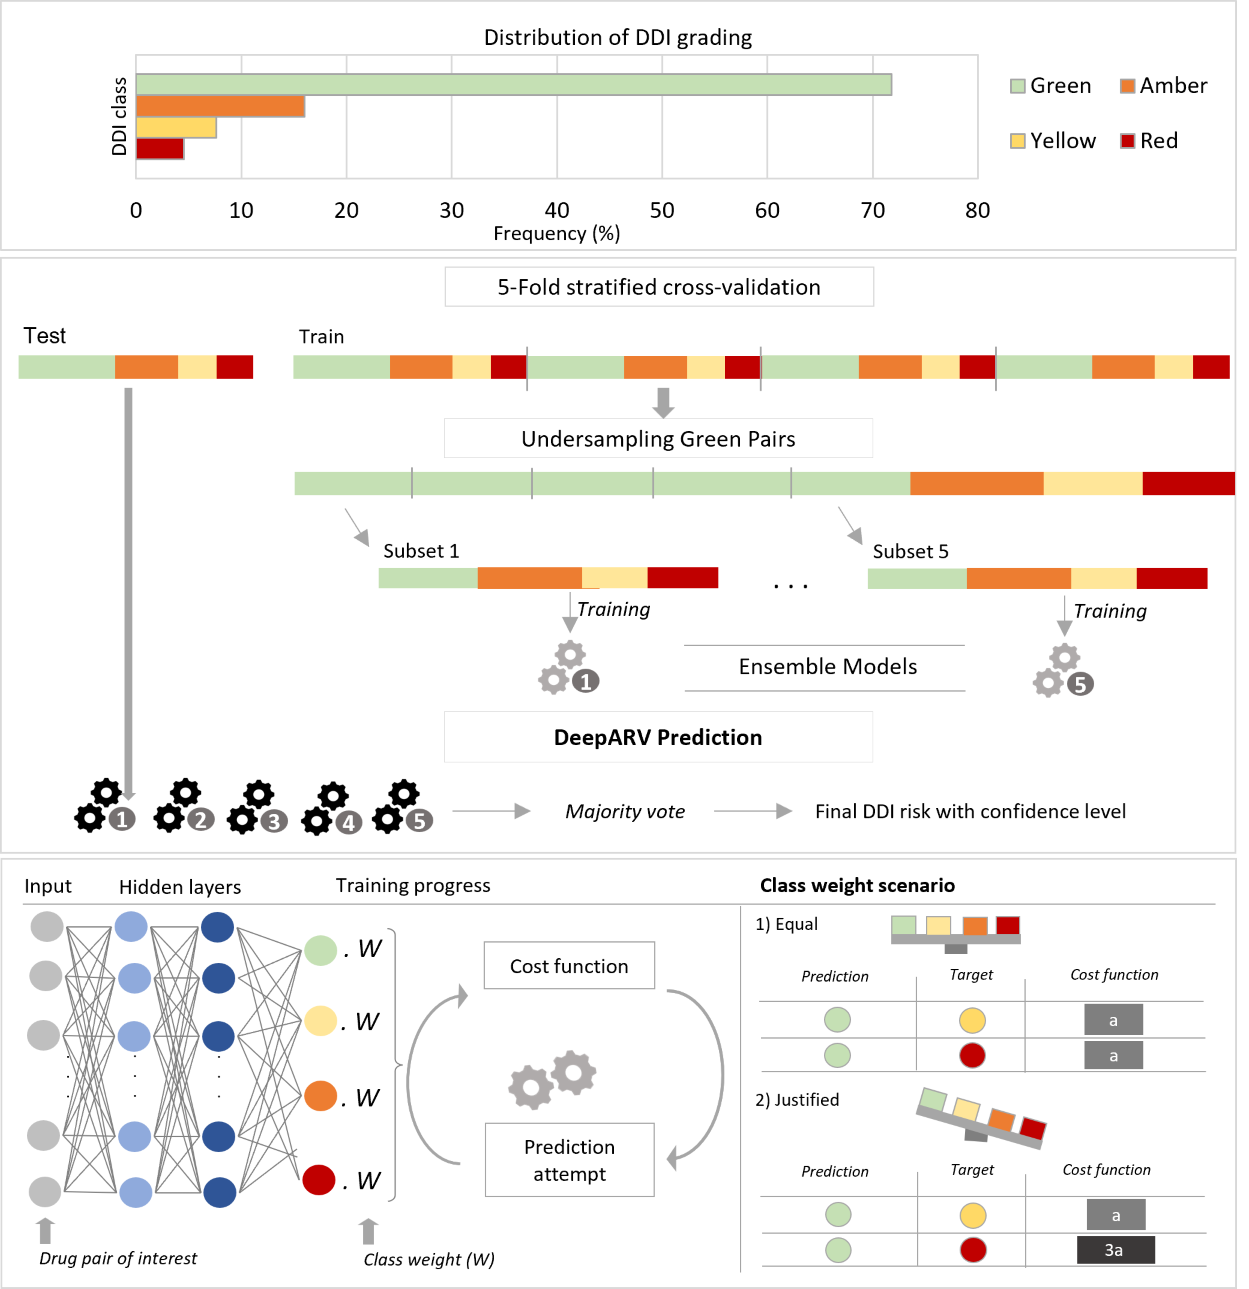 Distribution of DDI grading
DDI class
Green
Amber
Yellow
Red
0 10 20 30 40 50 60 70 80
Frequency (%)
5-Fold stratified cross-validation
Test
Train
Undersampling Green Pairs
Subset 1
Subset 5
. . .
Training
Training
1
Ensemble Models
5
DeepARV Prediction
1 2 3 4 5
Majority vote
Final DDI risk with confidence level
Input
Hidden layers
Training progress
. W
. W
. W
. W
Cost function
Prediction
attempt
Drug pair of interest
Class weight (W)
Class weight scenario
1) Equal
Prediction Target Cost function
a
a
2) Justified
Prediction Target Cost function
a
3a